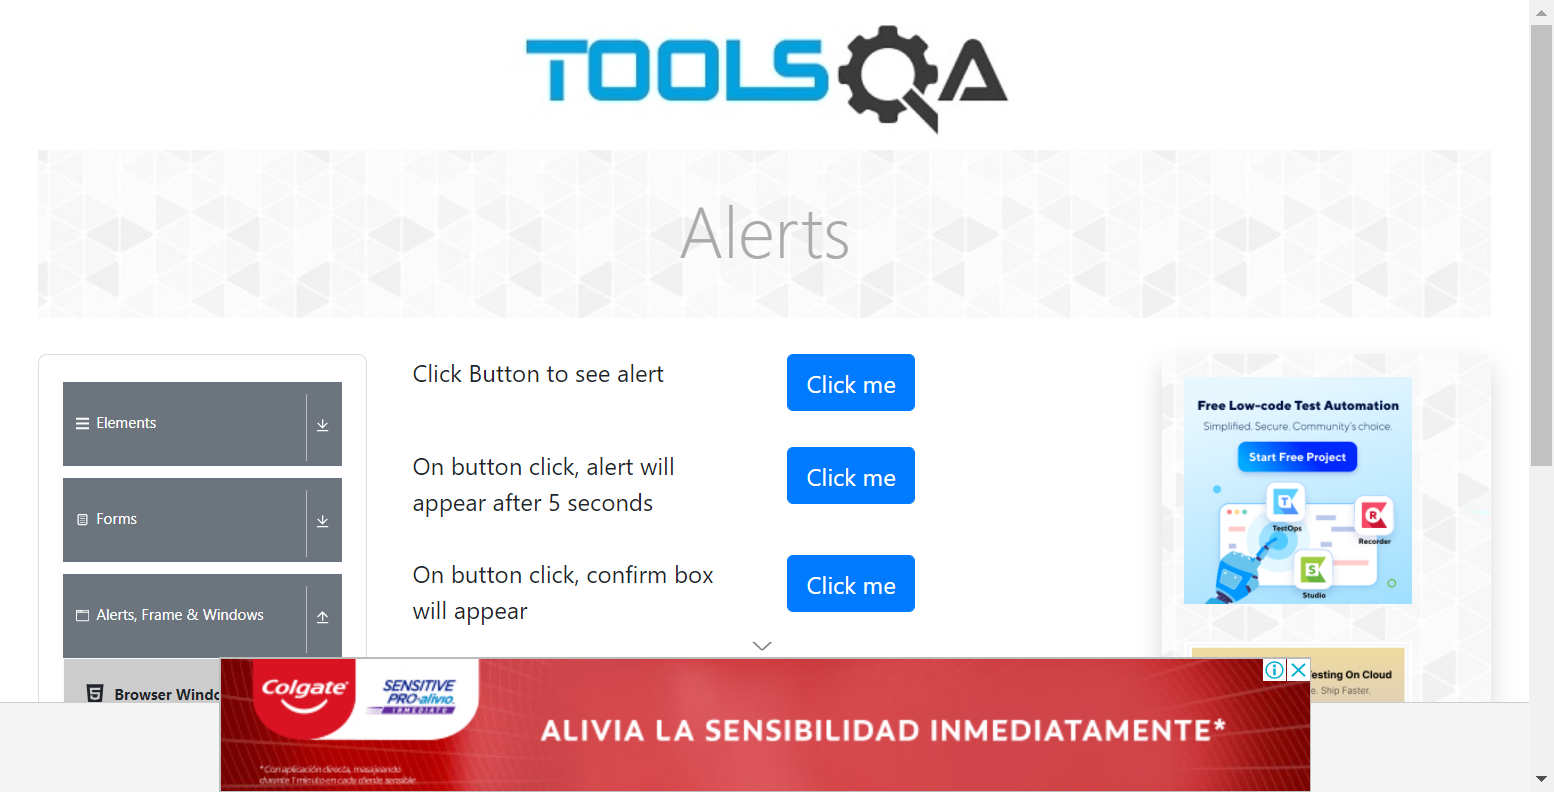 TOOLSQA
Alerts
Elements
Forms
Alerts, Frame & Windows
Browser Windo
Click Button to see alert
Click me
On button click, alert will
appear after 5 seconds
Click me
On button click, confirm box
will appear
Click me
Free Low-code Test Automation
Simplified. Secure. Community's choice.
Start Free Project
TestOps
Recorder
Studio
esting On Cloud
e. Ship Faster.
Colgate
SENSITIVE
PRO-alivio
INMEDIATO
ALIVIA LA SENSIBILIDAD INMEDIATAMENTE*
*Con aplicación directa, masajeando
durante 1 minuto en cada diente sensible.